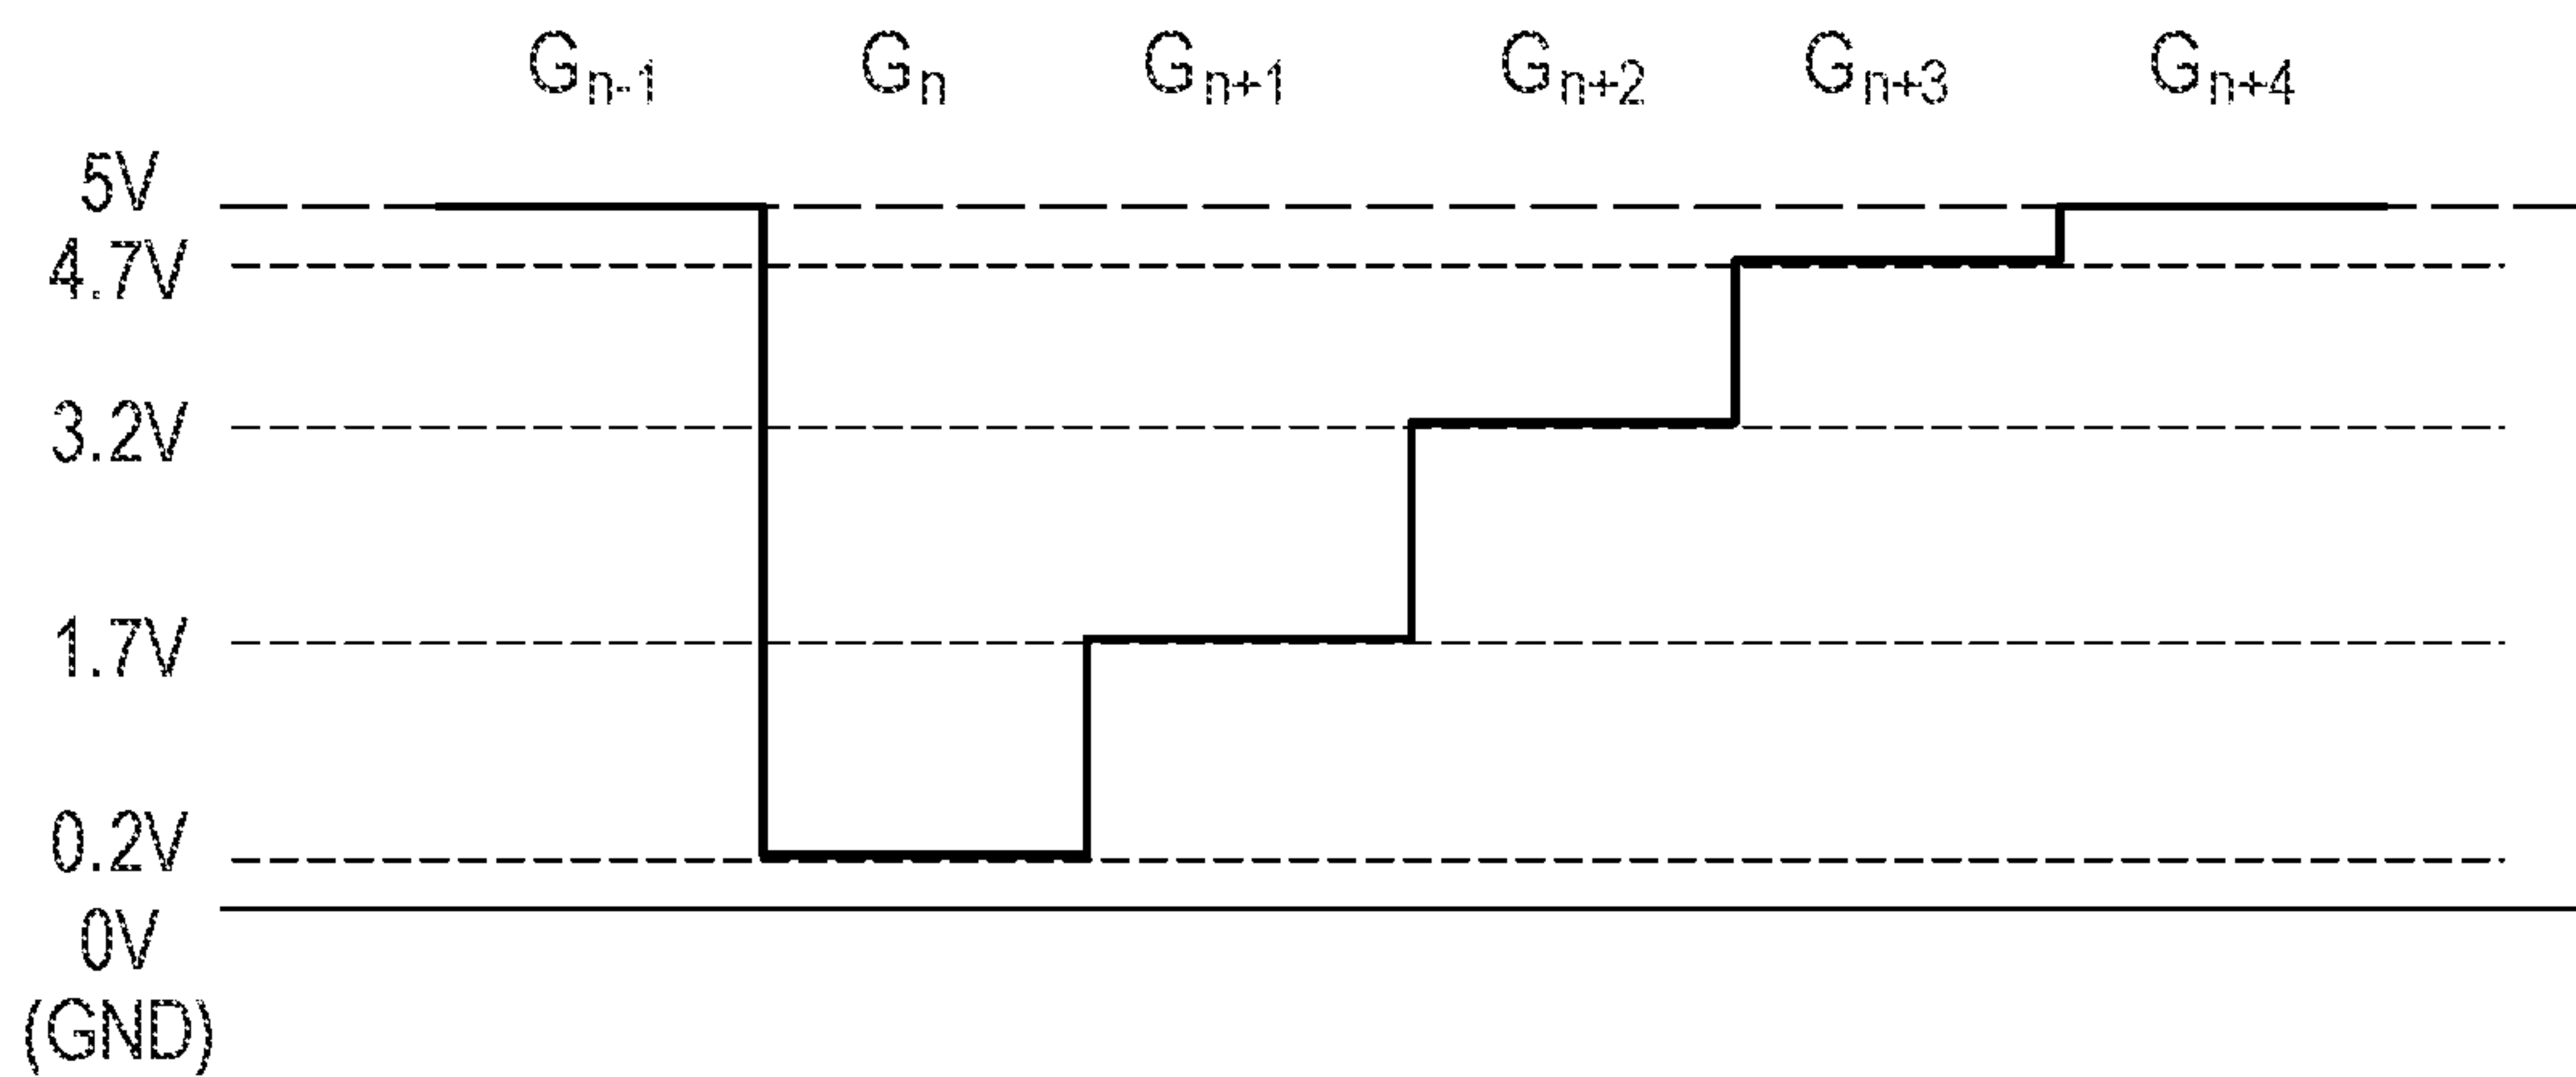 Gn-1 Gn Gn+1 Gn+2 Gn+3 Gn+4
5V
4.7V
3.2V
1.7V
0.2V
0V
(GND)